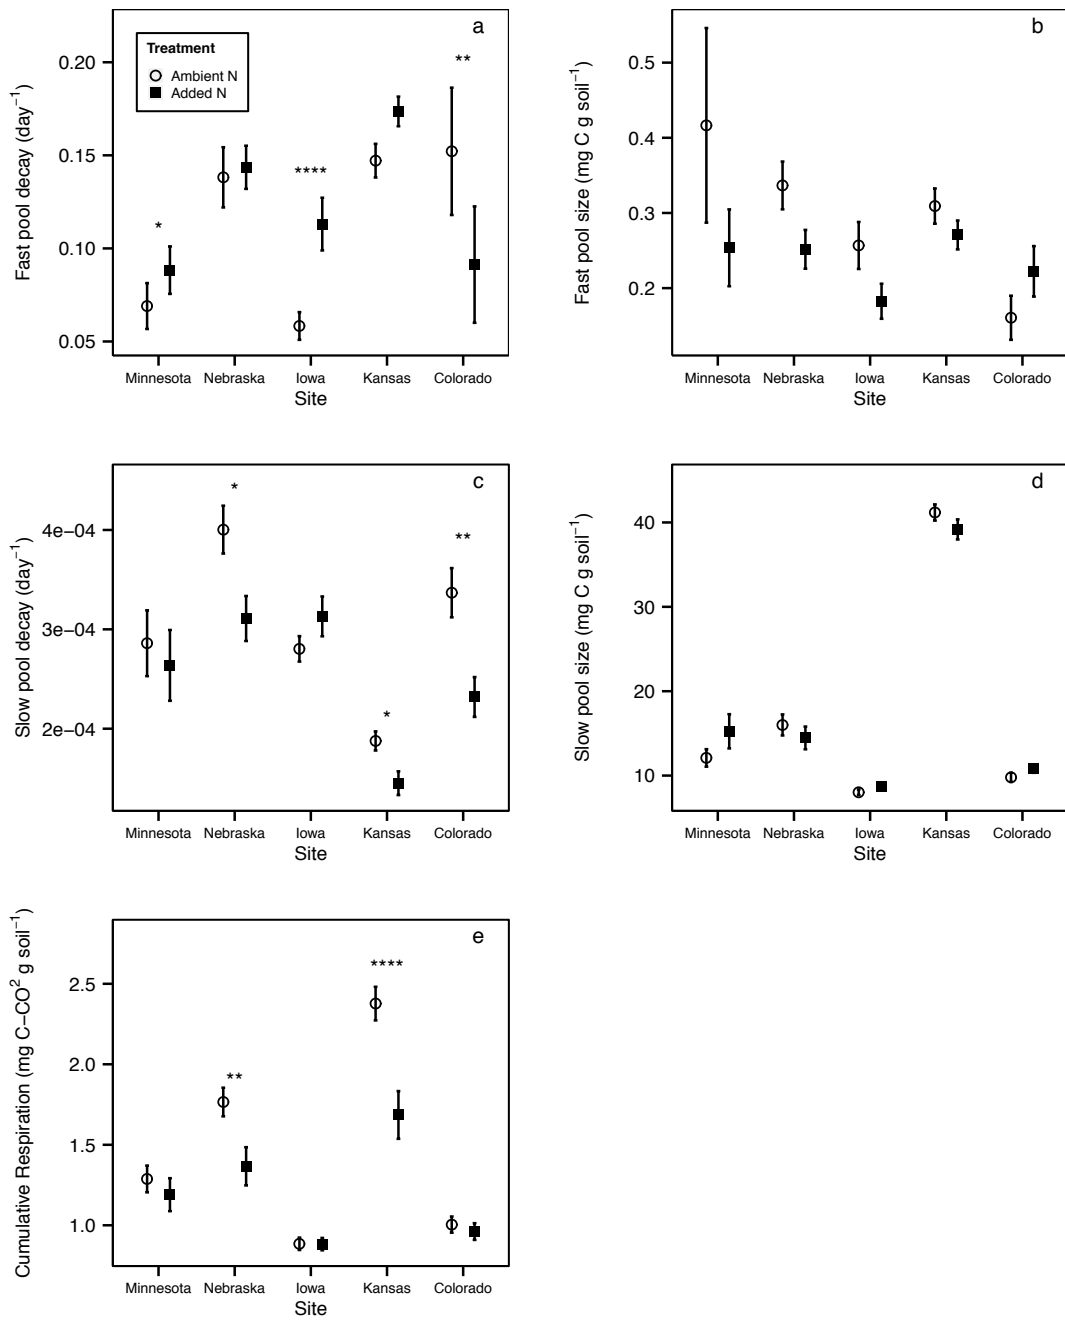 a
Treatment
Ambient N
Added N
**
*
****
0.20
0.15
0.10
0.05
Fast pool decay (day⁻¹)
Minnesota Nebraska Iowa Kansas Colorado
Site
b
0.5
0.4
0.3
0.2
Fast pool size (mg C g soil⁻¹)
Minnesota Nebraska Iowa Kansas Colorado
Site
c
*
**
*
4e−04
3e−04
2e−04
Slow pool decay (day⁻¹)
Minnesota Nebraska Iowa Kansas Colorado
Site
d
40
30
20
10
Slow pool size (mg C g soil⁻¹)
Minnesota Nebraska Iowa Kansas Colorado
Site
e
****
**
2.5
2.0
1.5
1.0
Cumulative Respiration (mg C−CO² g soil⁻¹)
Minnesota Nebraska Iowa Kansas Colorado
Site